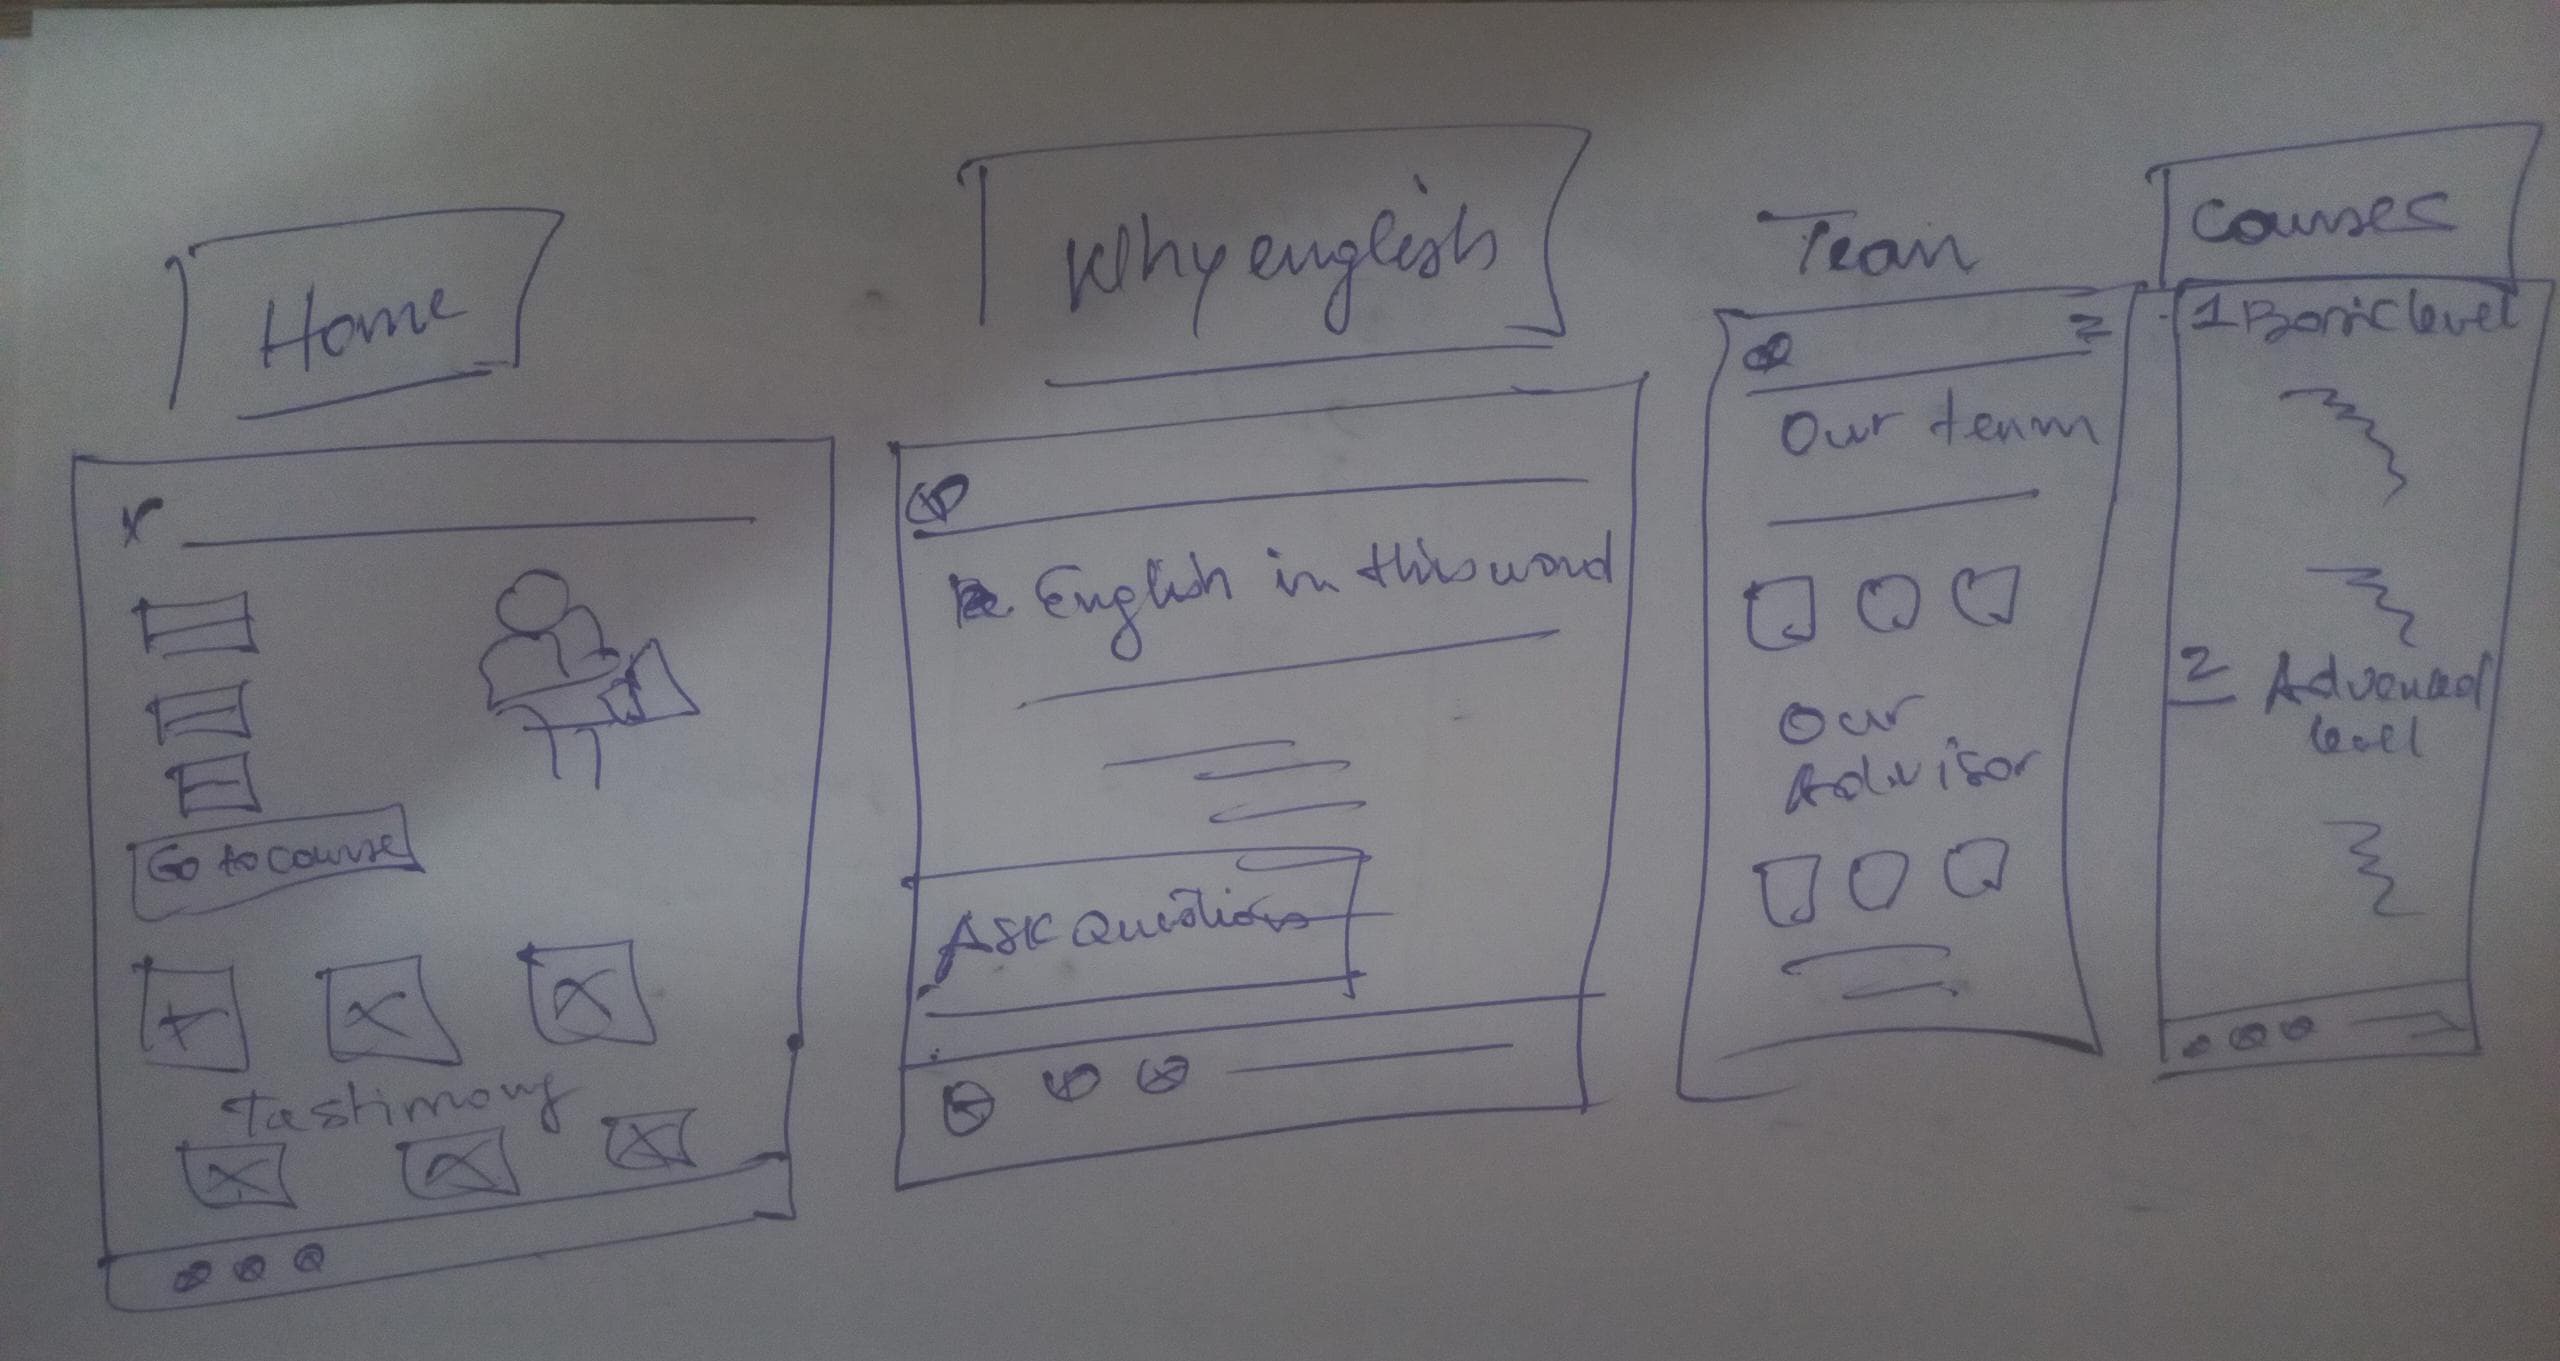 Home
Go to course
Tastimony
Why english
English in this word
ASK Questions
Team
Our team
Our
Advisor
Courses
1 Basic level
2 Advenced
level